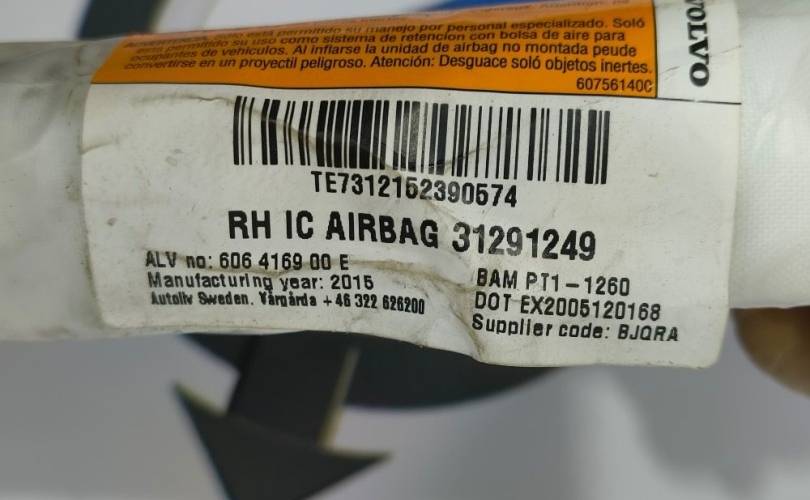 solo está permitido su manejo por personal especializado. Soló
está permitido su uso como sistema de retencion con bolsa de aire para
ocupantes de vehículos. Al inflarse la unidad de airbag no montada peude
convertirse en un proyectil peligroso. Atención: Desguace soló objetos inertes.
60756140C
VOLVO
TE7312152390574
RH IC AIRBAG 31291249
ALV no: 606 4169 00 E
Manufacturing year: 2015
Autoliv Sweden. Vårgårda +46 322 626200
BAM PT1-1260
DOT EX2005120168
Supplier code: BJQRA